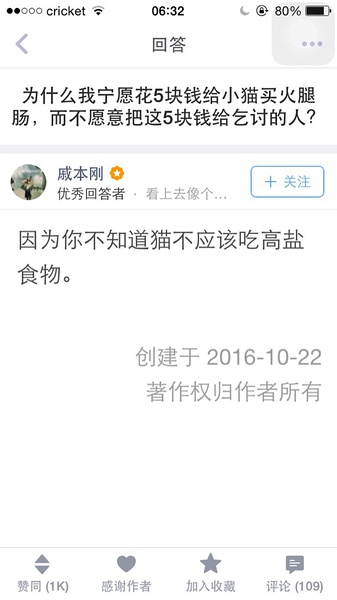 cricket 06:32 80%
回答
为什么我宁愿花5块钱给小猫买火腿
肠，而不愿意把这5块钱给乞讨的人？
戚本刚
+ 关注
优秀回答者 · 看上去像个...
因为你不知道猫不应该吃高盐
食物。
创建于 2016-10-22
著作权归作者所有
赞同 (1K) 感谢作者 加入收藏 评论 (109)